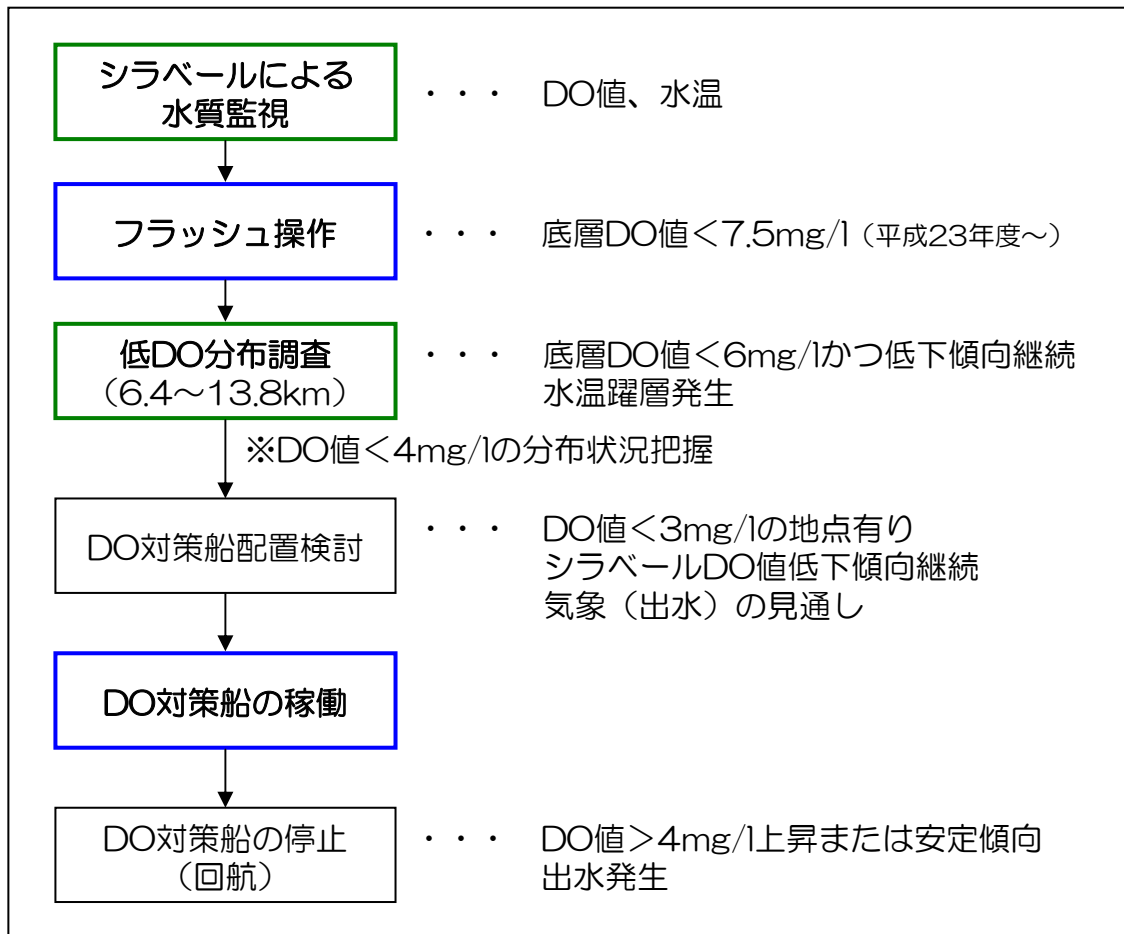 シラベールによる
水質監視
・・・ DO値、水温
フラッシュ操作
・・・ 底層DO値＜7.5mg/l（平成23年度～）
低DO分布調査
（6.4～13.8km）
・・・ 底層DO値＜6mg/lかつ低下傾向継続
水温躍層発生
※DO値＜4mg/lの分布状況把握
DO対策船配置検討
・・・ DO値＜3mg/lの地点有り
シラベールDO値低下傾向継続
気象（出水）の見通し
DO対策船の稼働
DO対策船の停止
（回航）
・・・ DO値＞4mg/l上昇または安定傾向
出水発生